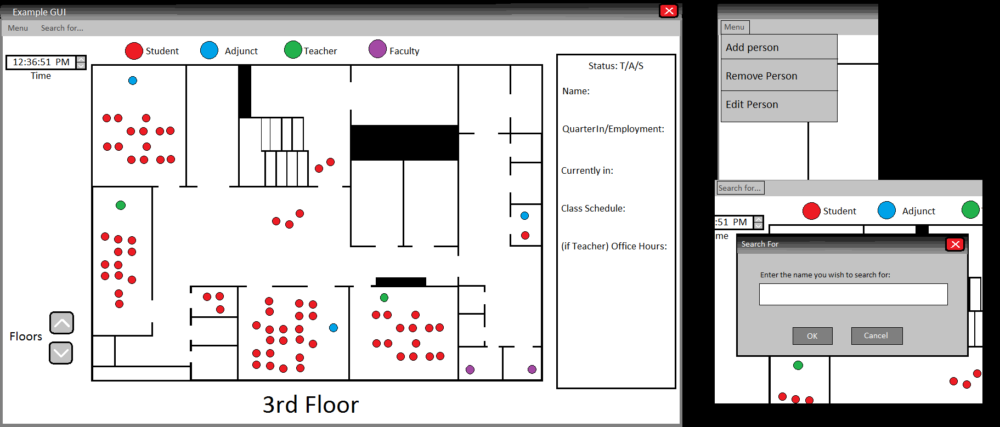 Example GUI
Menu Search for...
Student Adjunct Teacher Faculty
12:36:51 PM
Time
Status: T/A/S
Name:
QuarterIn/Employment:
Currently in:
Class Schedule:
(if Teacher) Office Hours:
Floors
3rd Floor
Menu
Add person
Remove Person
Edit Person
Search for...
Student Adjunct
:51 PM
me
Search For
Enter the name you wish to search for:
OK Cancel